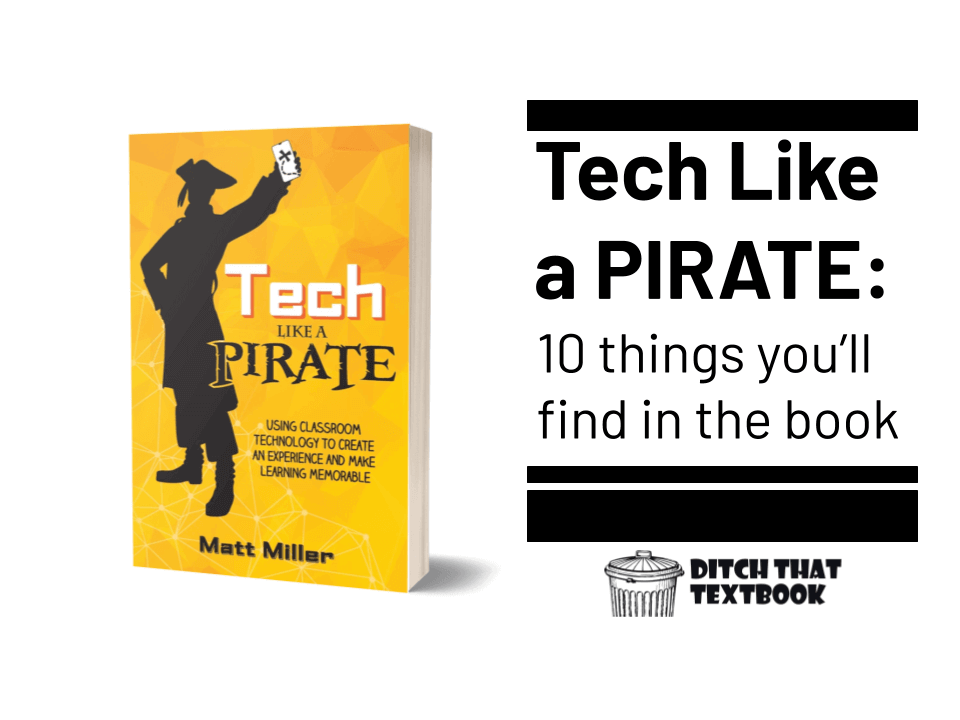 Tech
LIKE A
PIRATE
USING CLASSROOM
TECHNOLOGY TO CREATE
AN EXPERIENCE AND MAKE
LEARNING MEMORABLE
Matt Miller
Tech Like
a PIRATE:
10 things you'll
find in the book
DITCH THAT
TEXTBOOK